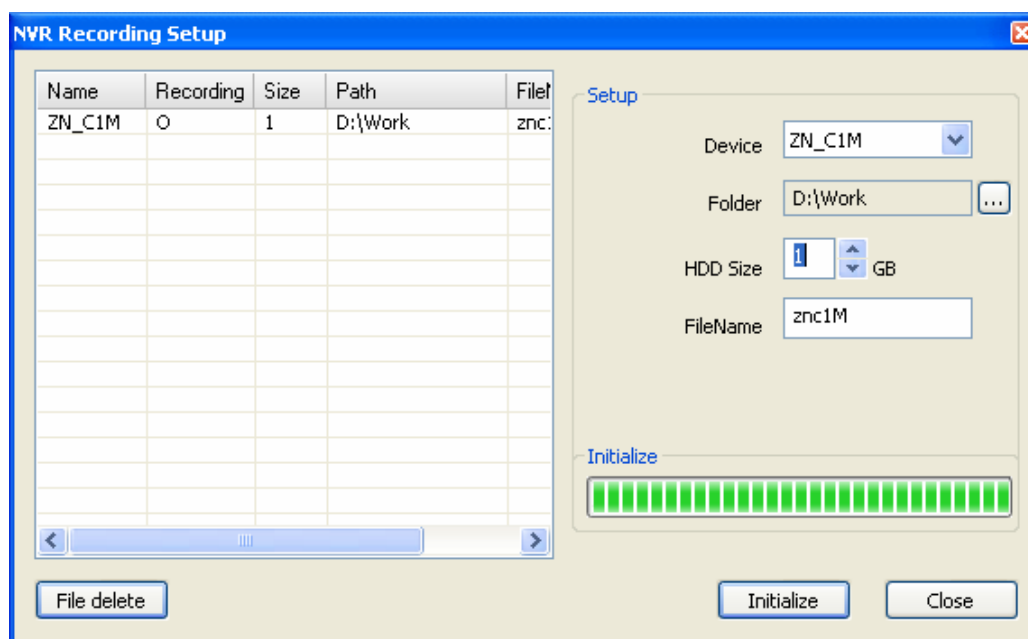 NVR Recording Setup
Name Recording Size Path
ZN_C1M O 1 D:\Work
Setup
Device ZN_C1M
Folder D:\Work ...
HDD Size 1 GB
FileName znc1M
Initialize
File delete Initialize Close